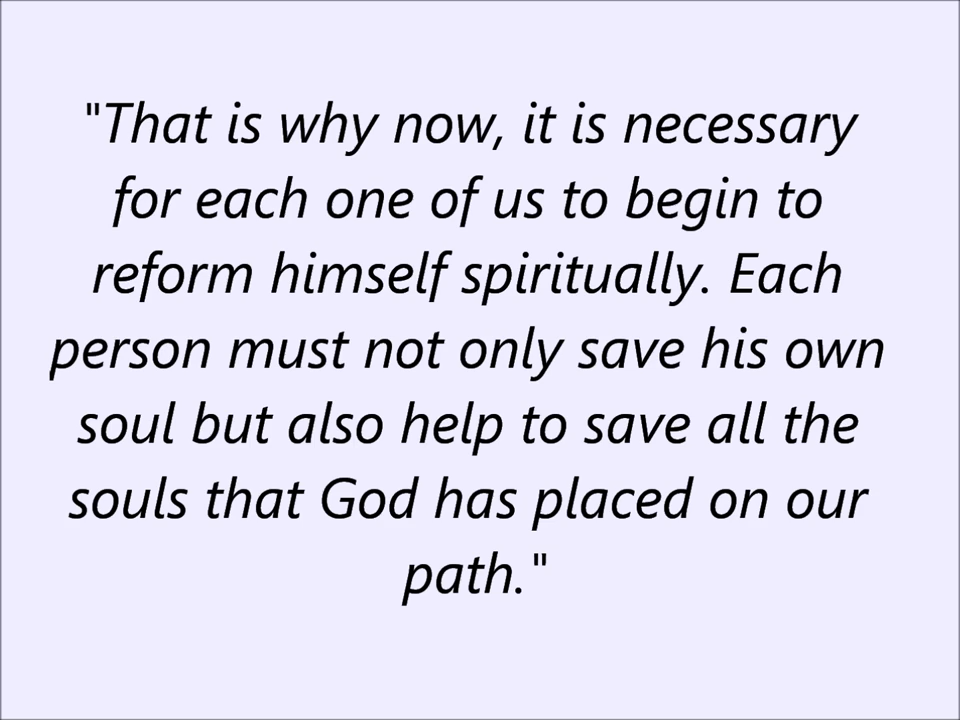 "That is why now, it is necessary
for each one of us to begin to
reform himself spiritually. Each
person must not only save his own
soul but also help to save all the
souls that God has placed on our
path."